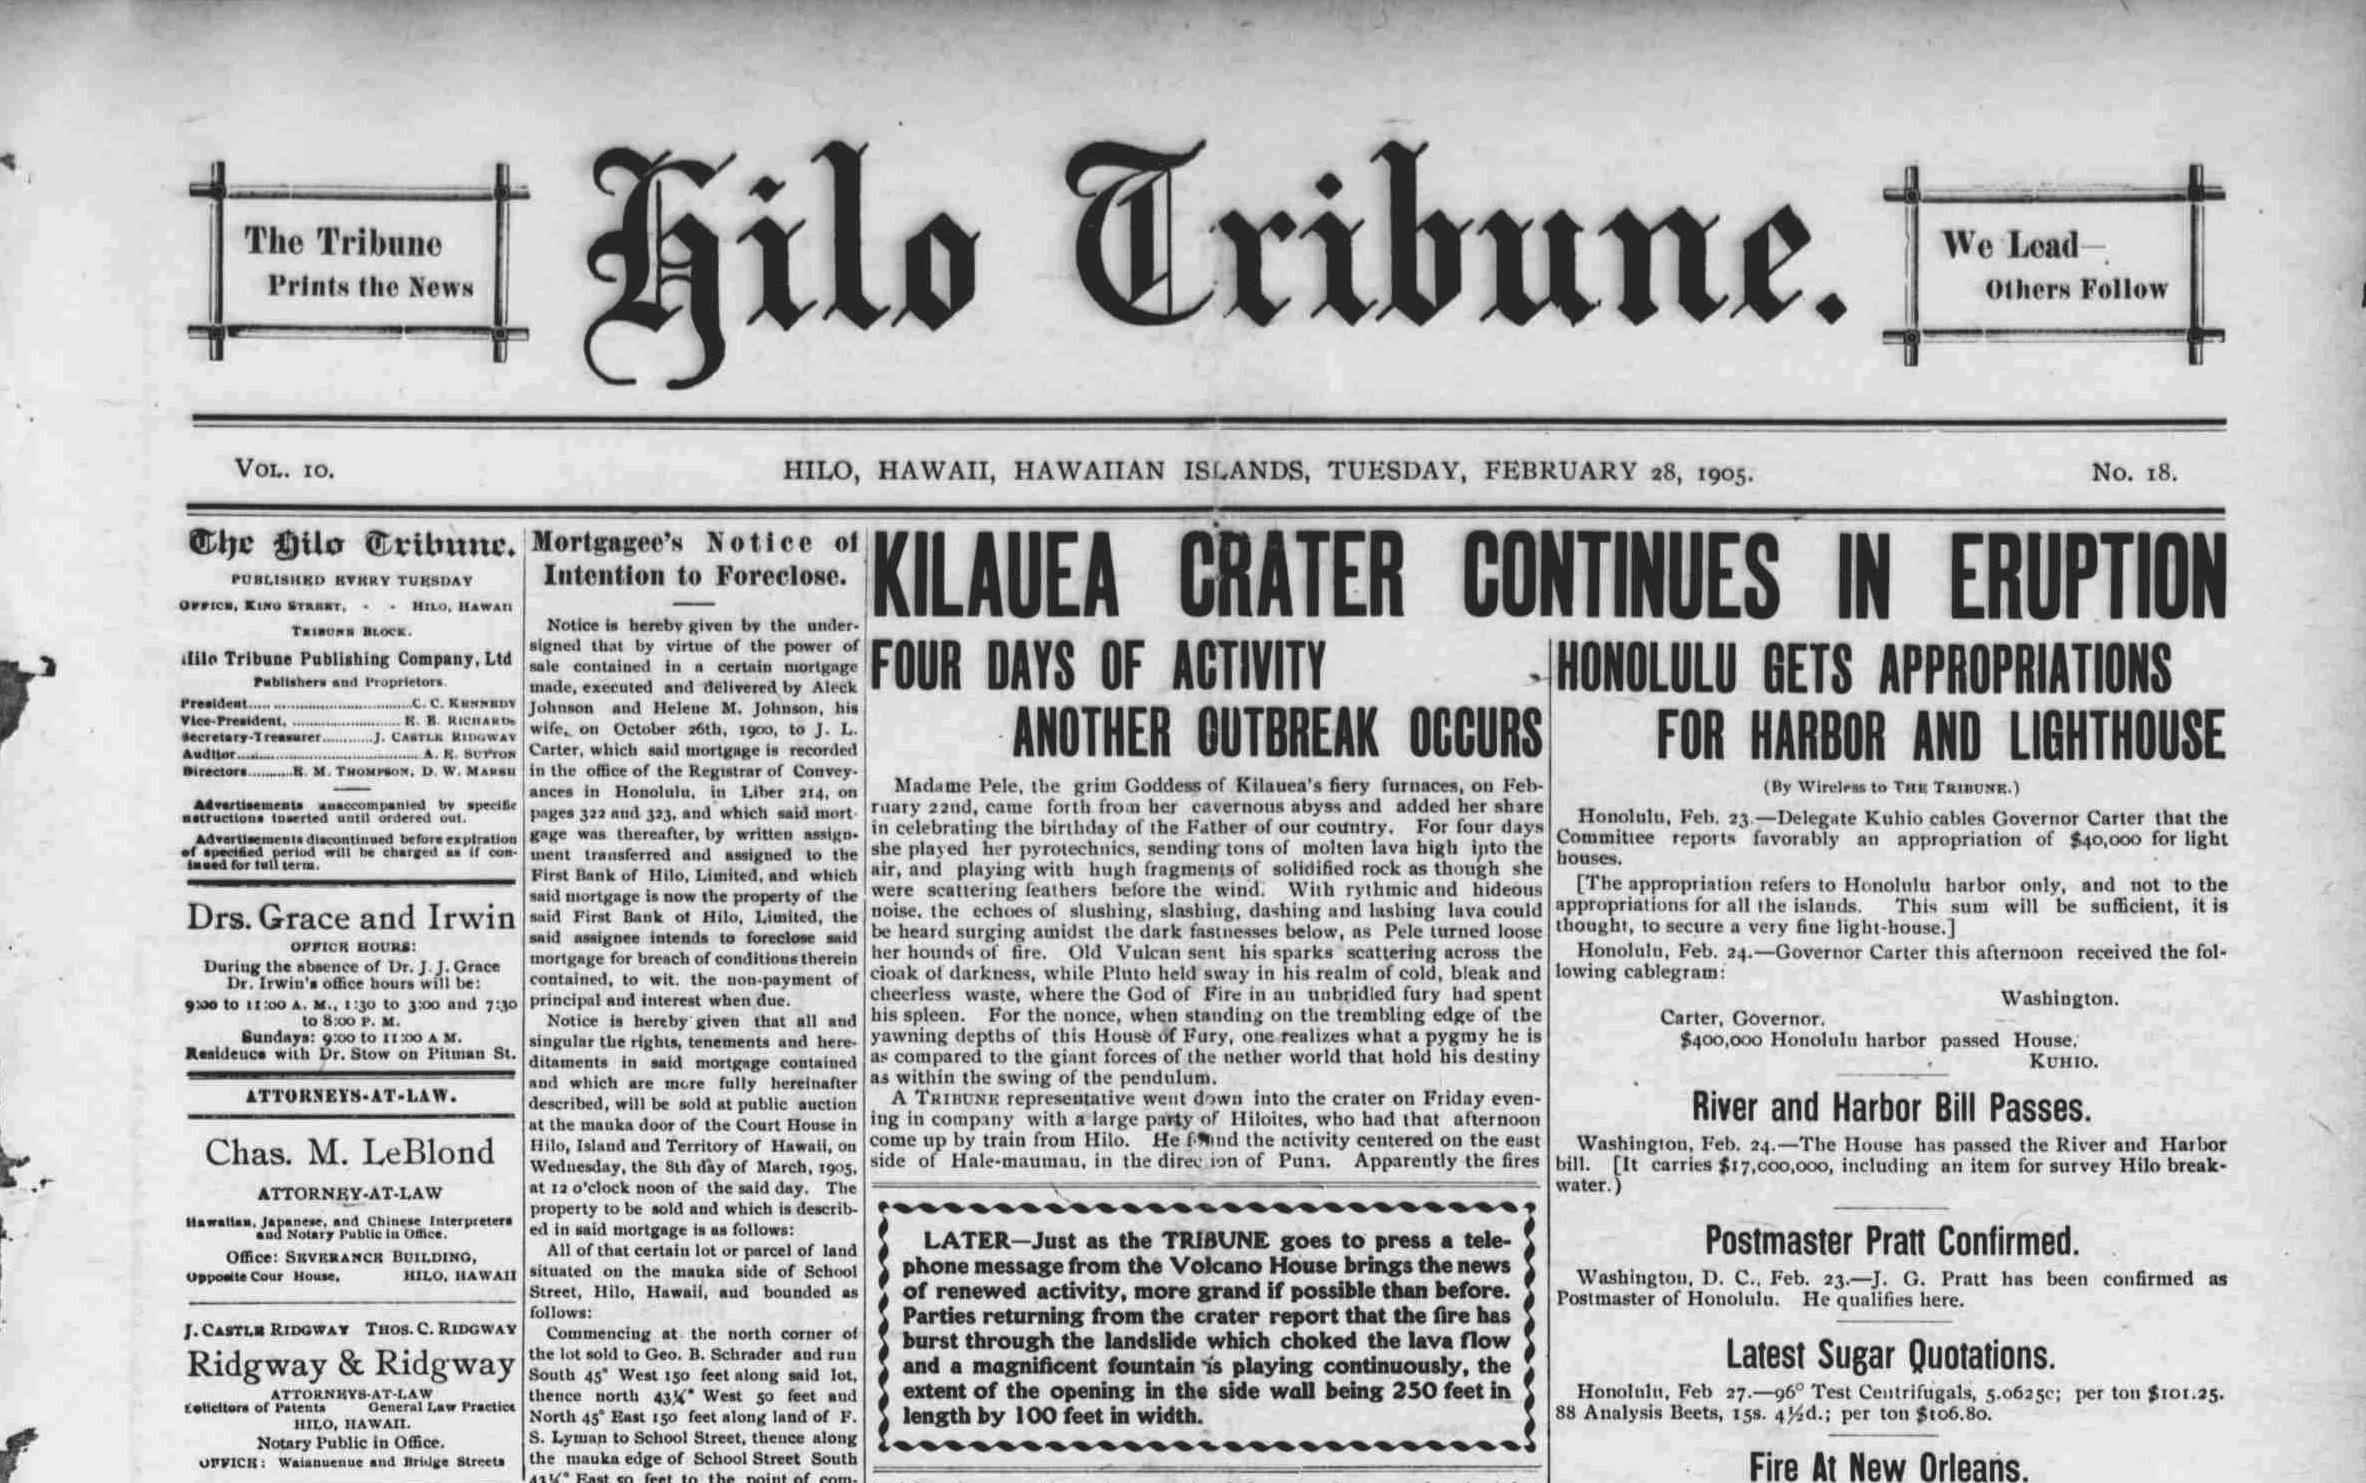 The Tribune
Prints the News
Hilo Tribune.
We Lead—
Others Follow
VOL. 10.
HILO, HAWAII, HAWAIIAN ISLANDS, TUESDAY, FEBRUARY 28, 1905.
No. 18.
The Hilo Tribune.
PUBLISHED EVERY TUESDAY
OFFICE, KING STREET, - - HILO, HAWAII
TRIBUNE BLOCK.
Hilo Tribune Publishing Company, Ltd
Publishers and Proprietors.
President......C. C. KENNEDY
Vice-President,......E. E. RICHARDS
Secretary-Treasurer......J. CASTLE RIDGWAY
Auditor......A. E. SUTTON
Directors......E. M. THOMPSON, D. W. MARSH
Advertisements unaccompanied by specific
nstructions inserted until ordered out.
Advertisements discontinued before expiration
of specified period will be charged as if con-
tinued for full term.
Drs. Grace and Irwin
OFFICE HOURS:
During the absence of Dr. J. J. Grace
Dr. Irwin's office hours will be:
9:00 to 11:00 A. M., 1:30 to 3:00 and 7:30
to 8:00 P. M.
Sundays: 9:00 to 11:00 A M.
Residence with Dr. Stow on Pitman St.
ATTORNEYS-AT-LAW.
Chas. M. LeBlond
ATTORNEY-AT-LAW
Hawaiian, Japanese, and Chinese Interpreters
and Notary Public in Office.
Office: SEVERANCE BUILDING,
Opposite Cour House, HILO, HAWAII
J. CASTLE RIDGWAY THOS. C. RIDGWAY
Ridgway & Ridgway
ATTORNEYS-AT-LAW
Solicitors of Patents General Law Practice
HILO, HAWAII.
Notary Public in Office.
OFFICE: Waianuenue and Bridge Streets
Mortgagee's Notice of
Intention to Foreclose.
Notice is hereby given by the under-
signed that by virtue of the power of
sale contained in a certain mortgage
made, executed and delivered by Aleck
Johnson and Helene M. Johnson, his
wife, on October 26th, 1900, to J. L.
Carter, which said mortgage is recorded
in the office of the Registrar of Convey-
ances in Honolulu, in Liber 214, on
pages 322 and 323, and which said mort
gage was thereafter, by written assign-
ment transferred and assigned to the
First Bank of Hilo, Limited, and which
said mortgage is now the property of the
said First Bank of Hilo, Limited, the
said assignee intends to foreclose said
mortgage for breach of conditions therein
contained, to wit. the non-payment of
principal and interest when due.
Notice is hereby given that all and
singular the rights, tenements and here-
ditaments in said mortgage contained
and which are more fully hereinafter
described, will be sold at public auction
at the mauka door of the Court House in
Hilo, Island and Territory of Hawaii, on
Wednesday, the 8th day of March, 1905,
at 12 o'clock noon of the said day. The
property to be sold and which is describ-
ed in said mortgage is as follows:
All of that certain lot or parcel of land
situated on the mauka side of School
Street, Hilo, Hawaii, and bounded as
follows:
Commencing at the north corner of
the lot sold to Geo. B. Schrader and run
South 45° West 150 feet along said lot,
thence north 43¼° West 50 feet and
North 45° East 150 feet along land of F.
S. Lyman to School Street, thence along
the mauka edge of School Street South
43¼° East 50 feet to the point of com-
KILAUEA CRATER CONTINUES IN ERUPTION
FOUR DAYS OF ACTIVITY
ANOTHER OUTBREAK OCCURS
Madame Pele, the grim Goddess of Kilauea's fiery furnaces, on Feb-
ruary 22nd, came forth from her cavernous abyss and added her share
in celebrating the birthday of the Father of our country. For four days
she played her pyrotechnics, sending tons of molten lava high into the
air, and playing with hugh fragments of solidified rock as though she
were scattering feathers before the wind. With rythmic and hideous
noise, the echoes of slushing, slashing, dashing and lashing lava could
be heard surging amidst the dark fastnesses below, as Pele turned loose
her hounds of fire. Old Vulcan sent his sparks scattering across the
cloak of darkness, while Pluto held sway in his realm of cold, bleak and
cheerless waste, where the God of Fire in an unbridled fury had spent
his spleen. For the nonce, when standing on the trembling edge of the
yawning depths of this House of Fury, one realizes what a pygmy he is
as compared to the giant forces of the nether world that hold his destiny
as within the swing of the pendulum.
A TRIBUNE representative went down into the crater on Friday even-
ing in company with a large party of Hiloites, who had that afternoon
come up by train from Hilo. He found the activity centered on the east
side of Hale-maumau, in the direc ion of Puna. Apparently the fires
LATER—Just as the TRIBUNE goes to press a tele-
phone message from the Volcano House brings the news
of renewed activity, more grand if possible than before.
Parties returning from the crater report that the fire has
burst through the landslide which choked the lava flow
and a magnificent fountain is playing continuously, the
extent of the opening in the side wall being 250 feet in
length by 100 feet in width.
HONOLULU GETS APPROPRIATIONS
FOR HARBOR AND LIGHTHOUSE
(By Wireless to THE TRIBUNE.)
Honolulu, Feb. 23.—Delegate Kuhio cables Governor Carter that the
Committee reports favorably an appropriation of $40,000 for light
houses.
[The appropriation refers to Honolulu harbor only, and not to the
appropriations for all the islands. This sum will be sufficient, it is
thought, to secure a very fine light-house.]
Honolulu, Feb. 24.—Governor Carter this afternoon received the fol-
lowing cablegram:
Washington.
Carter, Governor.
$400,000 Honolulu harbor passed House.
KUHIO.
River and Harbor Bill Passes.
Washington, Feb. 24.—The House has passed the River and Harbor
bill. [It carries $17,000,000, including an item for survey Hilo break-
water.)
Postmaster Pratt Confirmed.
Washington, D. C., Feb. 23.—J. G. Pratt has been confirmed as
Postmaster of Honolulu. He qualifies here.
Latest Sugar Quotations.
Honolulu, Feb 27.—96° Test Centrifugals, 5.0625c; per ton $101.25.
88 Analysis Beets, 15s. 4½d.; per ton $106.80.
Fire At New Orleans.